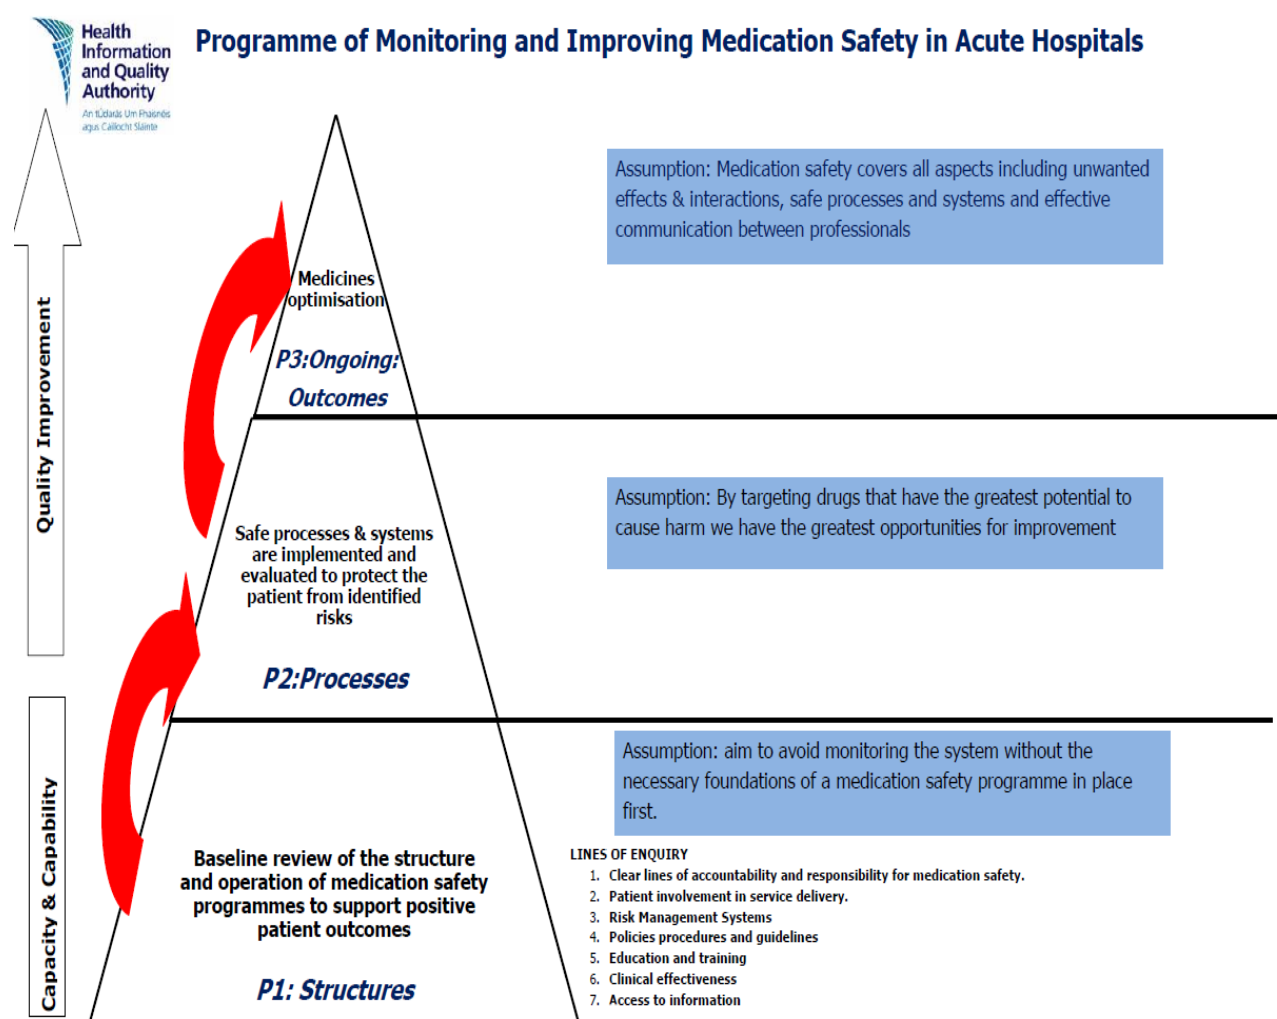 Health
Information
and Quality
Authority
An tÚdarás Um Fhaisnéis
agus Cáilíocht Sláinte
Programme of Monitoring and Improving Medication Safety in Acute Hospitals
Quality Improvement
Capacity & Capability
Medicines
optimisation
P3:Ongoing:
Outcomes
Assumption: Medication safety covers all aspects including unwanted
effects & interactions, safe processes and systems and effective
communication between professionals
Safe processes & systems
are implemented and
evaluated to protect the
patient from identified
risks
P2:Processes
Assumption: By targeting drugs that have the greatest potential to
cause harm we have the greatest opportunities for improvement
Baseline review of the structure
and operation of medication safety
programmes to support positive
patient outcomes
P1: Structures
Assumption: aim to avoid monitoring the system without the
necessary foundations of a medication safety programme in place
first.
LINES OF ENQUIRY
1. Clear lines of accountability and responsibility for medication safety.
2. Patient involvement in service delivery.
3. Risk Management Systems
4. Policies procedures and guidelines
5. Education and training
6. Clinical effectiveness
7. Access to information